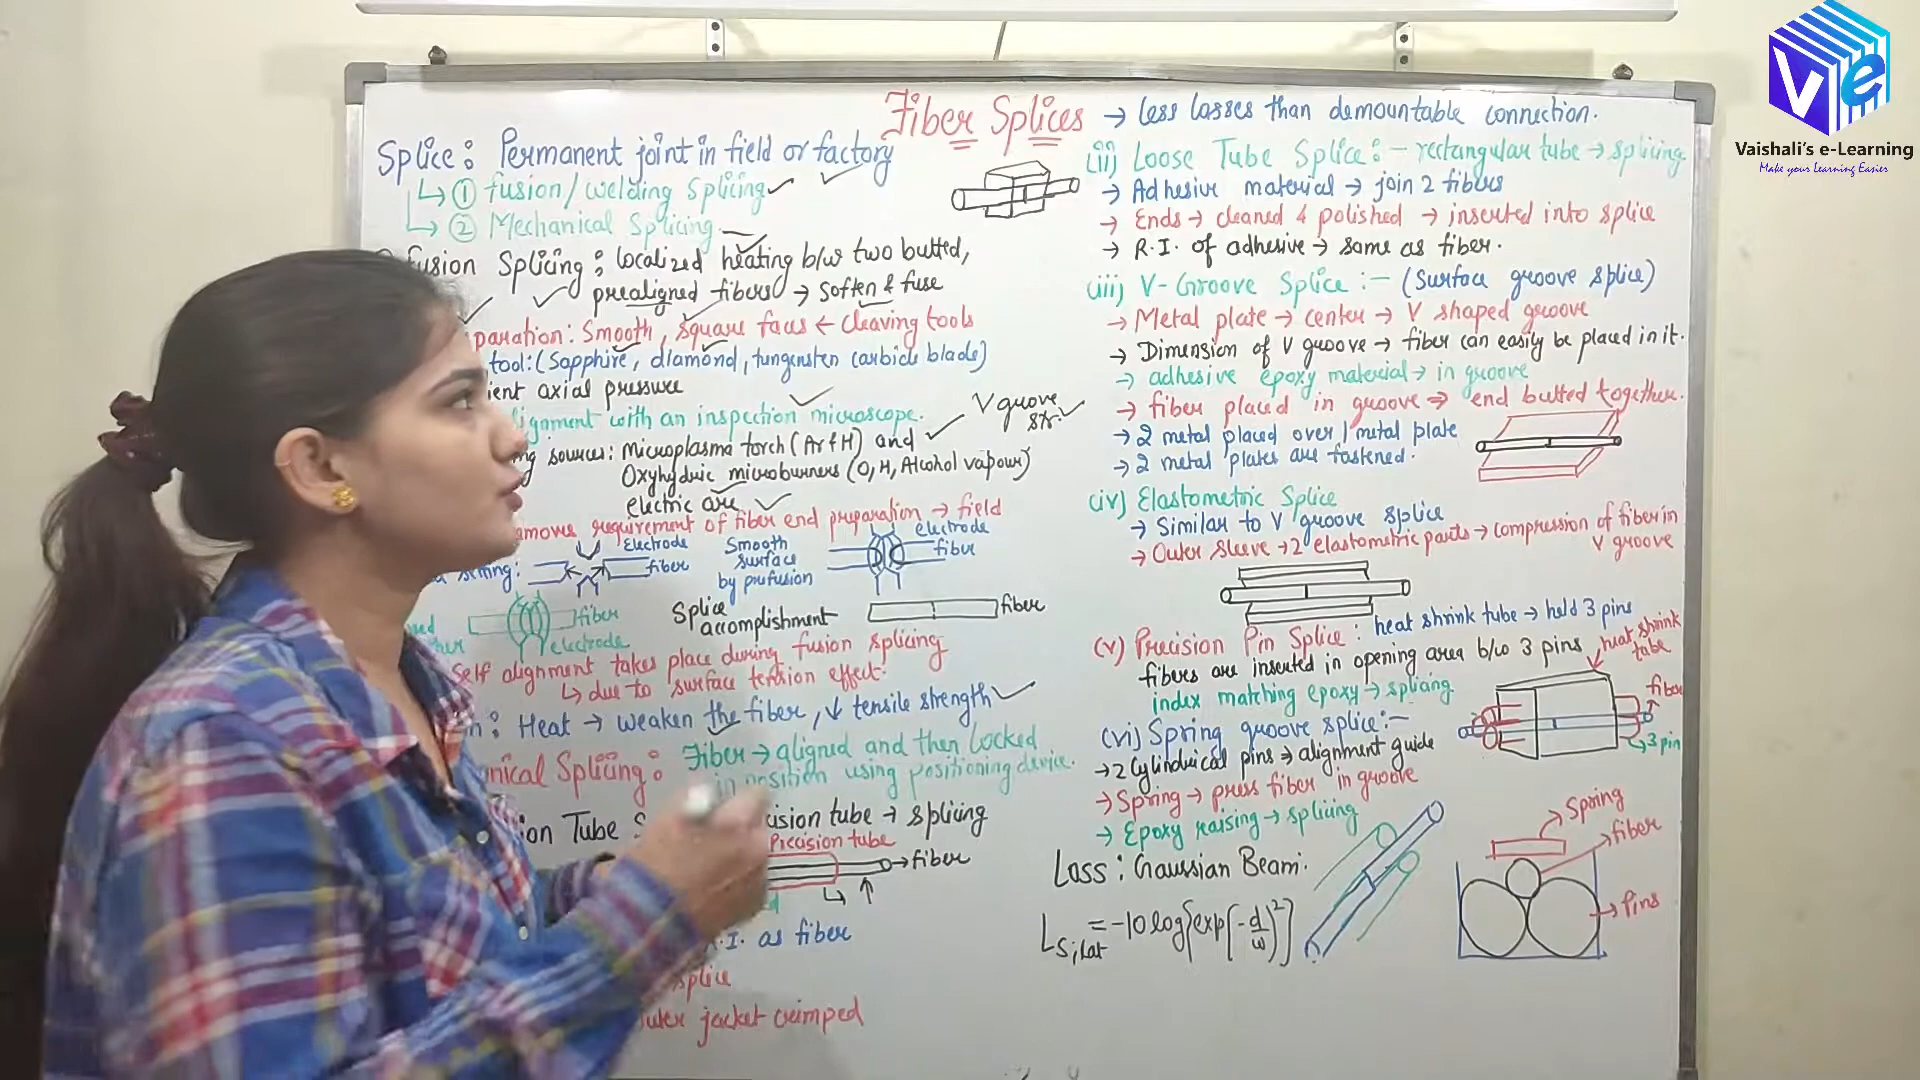 Fiber Splices → Less losses than demountable connection.
Splice: Permanent joint in field or factory
↳ ① fusion/welding Splicing
↳ ② Mechanical Splicing
fusion Splicing: localized heating b/w two butted,
prealigned fibers → soften & fuse
paration: Smooth, square faces ← cleaving tools
tool: (Sapphire, diamond, tungensten carbide blade)
ient axial pressure
lignment with an inspection microscope.
V groove
ng sources: Microplasma torch (Ar & H) and
Oxyhydric microburners (O, H, Alcohol vapour)
electric arc
emoves requirement of fiber end preparation → field
Electrode
fiber
Smooth
surface
by prefusion
electrode
fiber
fiber
electrode
Splice
accomplishment
fiber
Self alignment takes place during fusion splicing
↳ due to surface tension effect.
n: Heat → weaken the fiber, ↓ tensile strength
nical Splicing: Fiber → aligned and then Locked
in position using positioning device.
ion Tube S
cision tube → splicing
Precision tube
→ fiber
R.I. as fiber
splice
outer jacket crimped
(ii) Loose Tube Splice: - rectangular tube → splicing
→ Adhesive material → join 2 fibers
→ Ends → cleaned & polished → inserted into splice
→ R.I. of adhesive → same as fiber.
(iii) V-Groove Splice :- (Surface groove splice)
→ Metal plate → center → V shaped groove
→ Dimension of V groove → fiber can easily be placed in it.
→ adhesive epoxy material → in groove
→ fiber placed in groove ⇒ end butted together.
→ 2 metal placed over 1 metal plate
→ 2 metal plates are fastened.
(iv) Elastometric Splice
→ Similar to V groove splice
→ Outer sleeve → 2 elastometric parts → compression of fiber in
V groove
(v) Precision Pin Splice: heat shrink tube → held 3 pins
fibers are inserted in opening area b/w 3 pins
index matching epoxy → splicing
heat shrink
tube
fiber
3 pin
(vi) Spring groove splice:-
→ 2 Cylindrical pins → alignment guide
→ Spring → press fiber in groove
→ Epoxy raising → splicing
Spring
fiber
Pins
Loss: Gaussian Beam.
L S,lat = -10 log{exp(-d/ω)²}
Ve
Vaishali's e-Learning
Make your Learning Easier